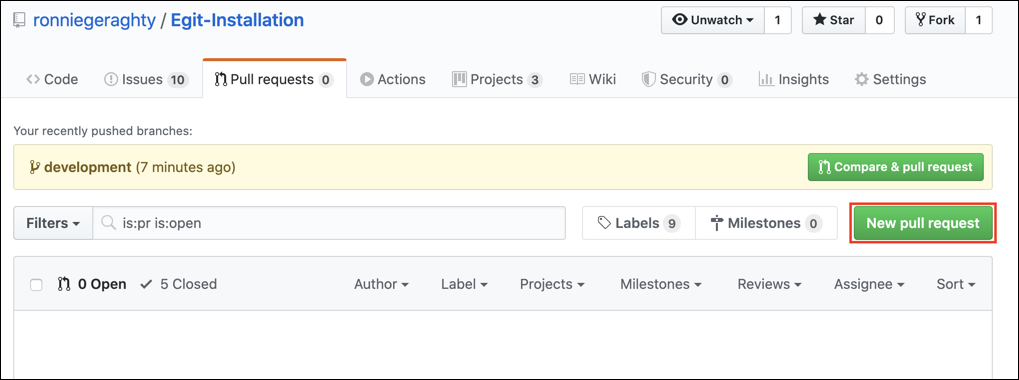 ronniegeraghty / Egit-Installation Unwatch 1 Star 0 Fork 1
Code Issues 10 Pull requests 0 Actions Projects 3 Wiki Security 0 Insights Settings
Your recently pushed branches:
development (7 minutes ago) Compare & pull request
Filters is:pr is:open Labels 9 Milestones 0 New pull request
0 Open 5 Closed Author Label Projects Milestones Reviews Assignee Sort